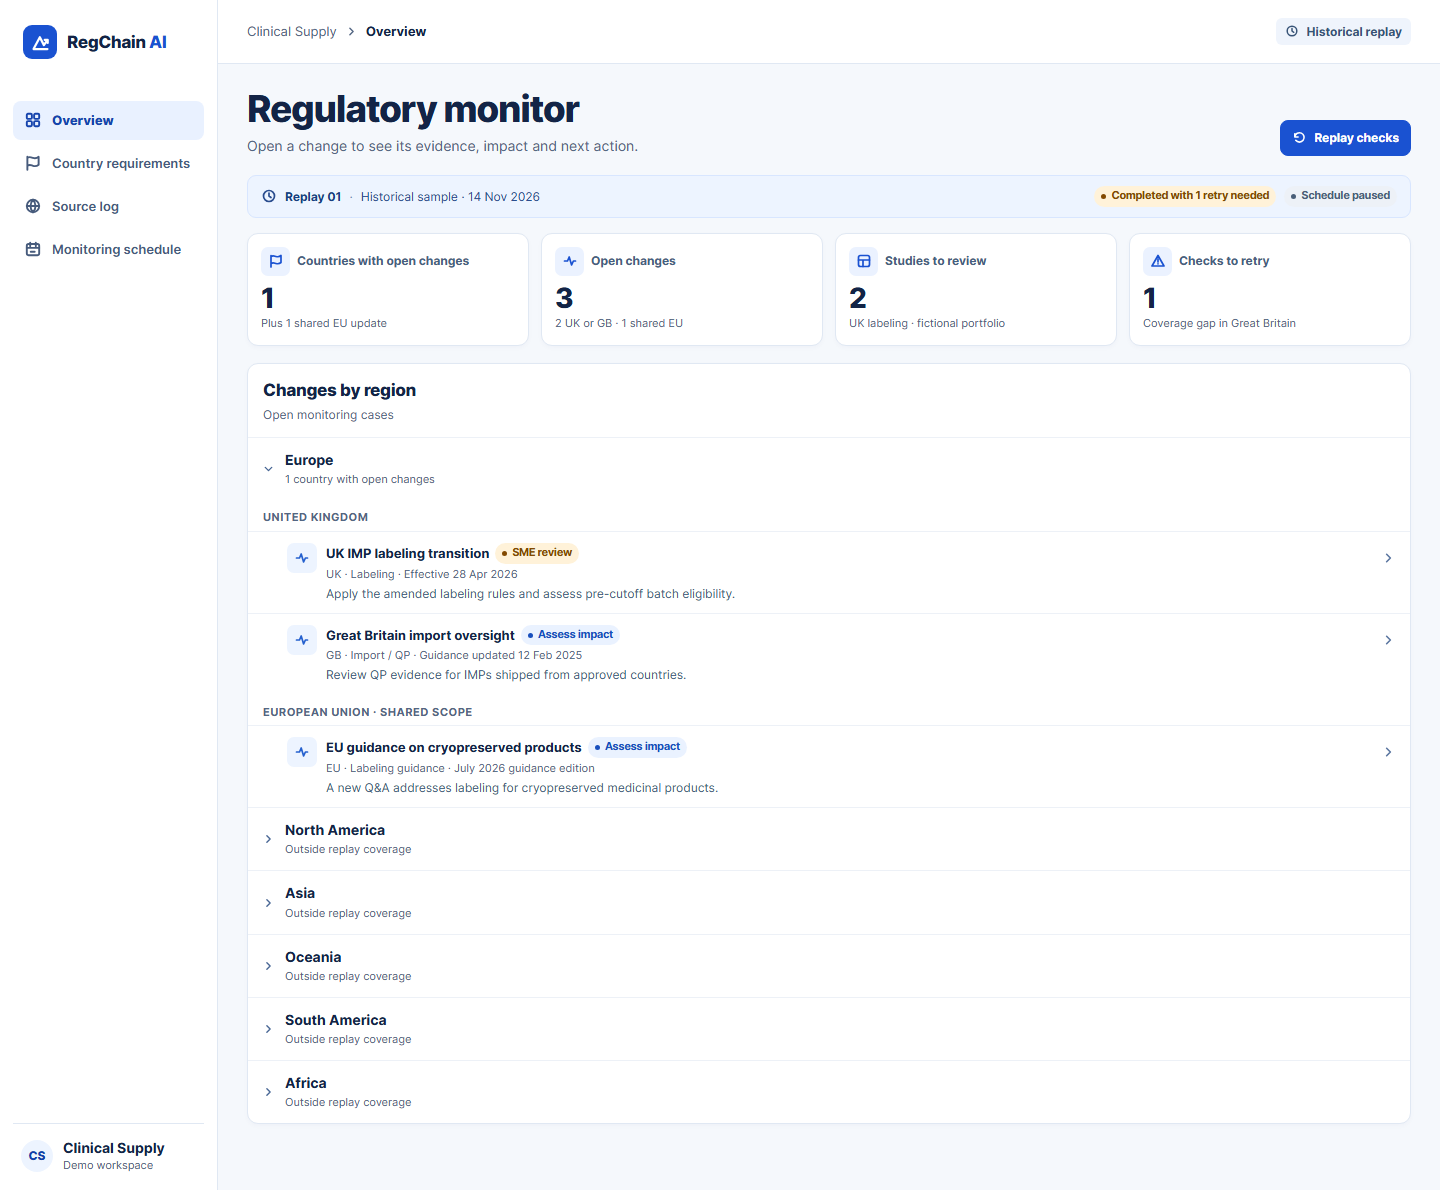 RegChain AI
Overview
Country requirements
Source log
Monitoring schedule
CS
Clinical Supply
Demo workspace
Clinical Supply > Overview
Historical replay
Regulatory monitor
Open a change to see its evidence, impact and next action.
Replay checks
Replay 01 · Historical sample · 14 Nov 2026
Completed with 1 retry needed
Schedule paused
Countries with open changes
1
Plus 1 shared EU update
Open changes
3
2 UK or GB · 1 shared EU
Studies to review
2
UK labeling · fictional portfolio
Checks to retry
1
Coverage gap in Great Britain
Changes by region
Open monitoring cases
Europe
1 country with open changes
UNITED KINGDOM
UK IMP labeling transition SME review
UK · Labeling · Effective 28 Apr 2026
Apply the amended labeling rules and assess pre-cutoff batch eligibility.
Great Britain import oversight Assess impact
GB · Import / QP · Guidance updated 12 Feb 2025
Review QP evidence for IMPs shipped from approved countries.
EUROPEAN UNION · SHARED SCOPE
EU guidance on cryopreserved products Assess impact
EU · Labeling guidance · July 2026 guidance edition
A new Q&A addresses labeling for cryopreserved medicinal products.
North America
Outside replay coverage
Asia
Outside replay coverage
Oceania
Outside replay coverage
South America
Outside replay coverage
Africa
Outside replay coverage